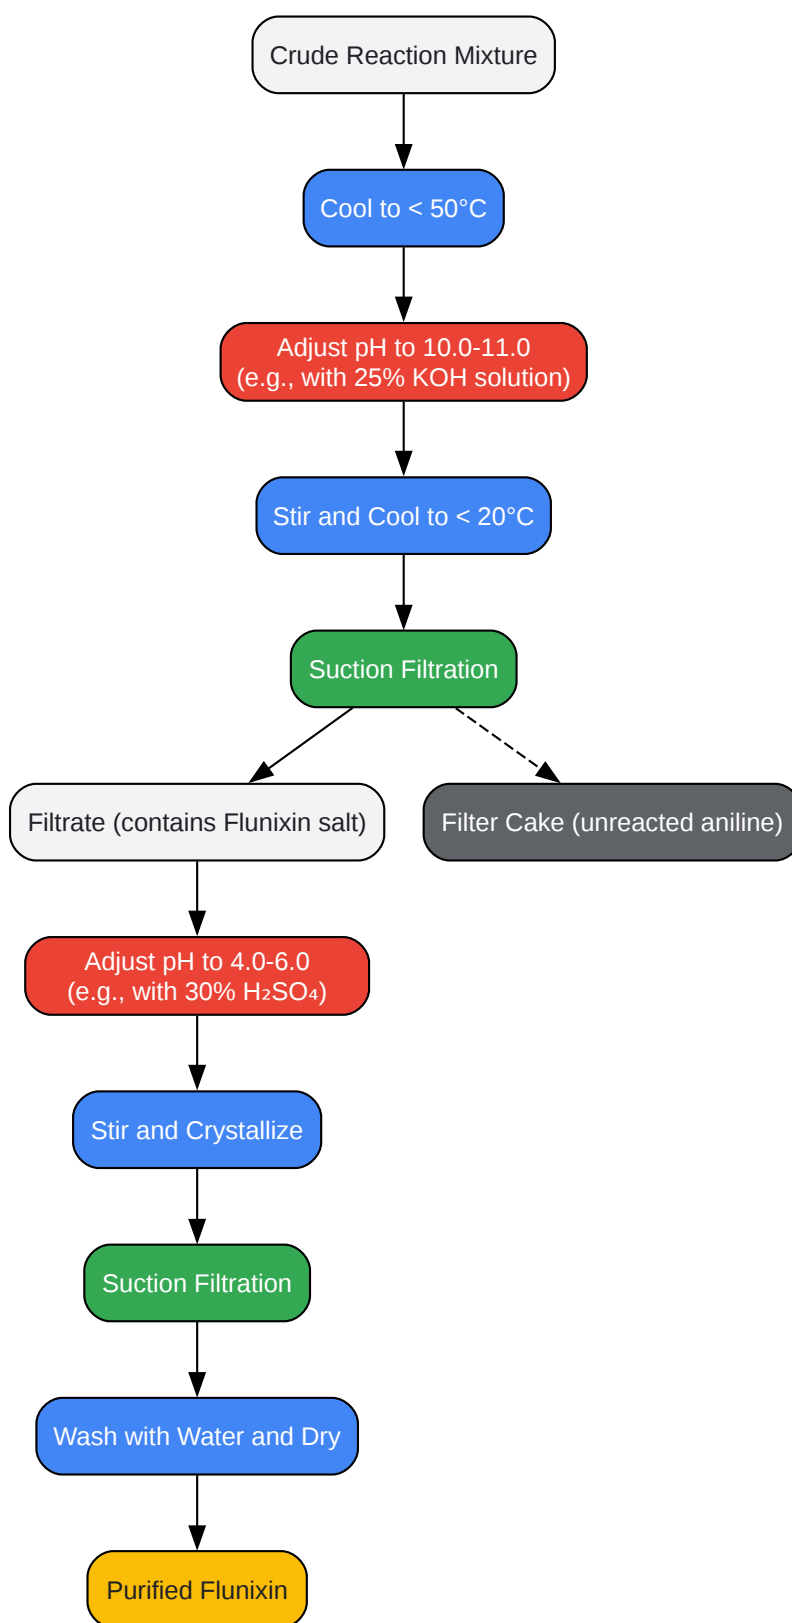 Crude Reaction Mixture
Cool to < 50°C
Adjust pH to 10.0-11.0
(e.g., with 25% KOH solution)
Stir and Cool to < 20°C
Suction Filtration
Filtrate (contains Flunixin salt)
Filter Cake (unreacted aniline)
Adjust pH to 4.0-6.0
(e.g., with 30% H₂SO₄)
Stir and Crystallize
Suction Filtration
Wash with Water and Dry
Purified Flunixin